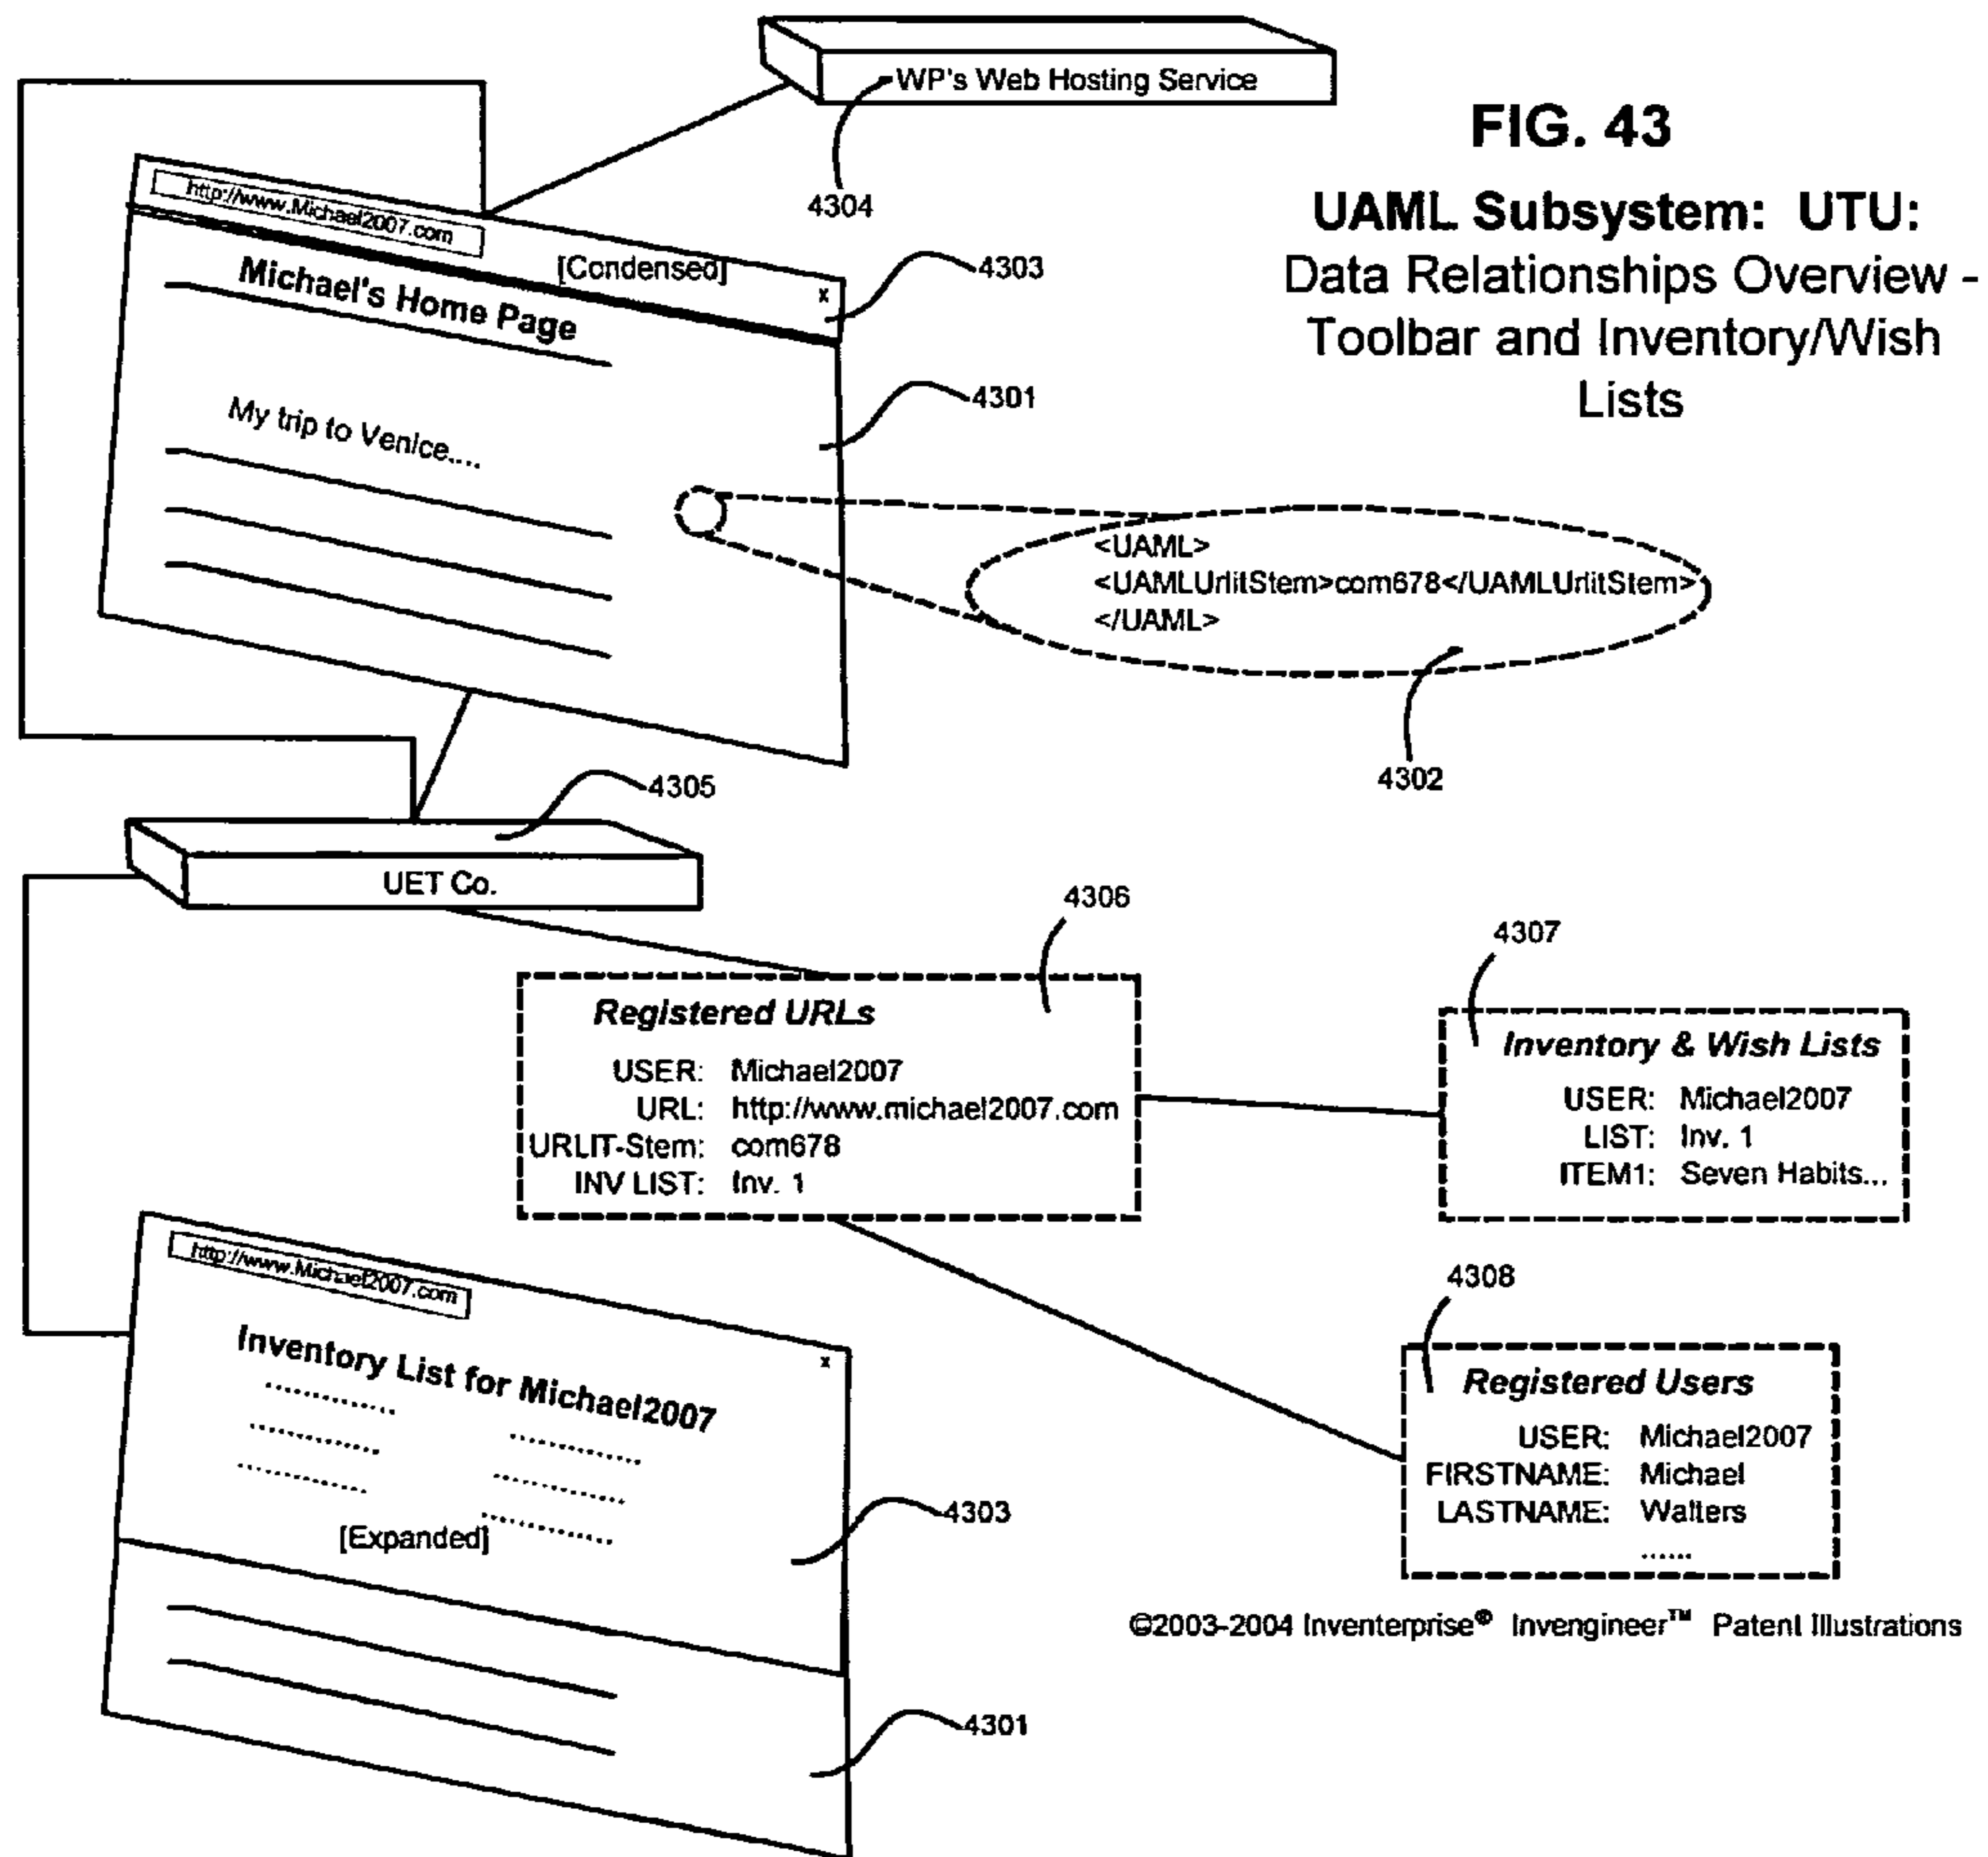 WP's Web Hosting Service
4304
FIG. 43
UAML Subsystem: UTU:
Data Relationships Overview -
Toolbar and Inventory/Wish
Lists
http://www.Michael2007.com
[Condensed]
x
4303
Michael's Home Page
4301
My trip to Venice....
<UAML>
<UAMLUrlitStem>com678</UAMLUrlitStem>
</UAML>
4302
4305
UET Co.
4306
Registered URLs
USER: Michael2007
URL: http://www.michael2007.com
URLIT-Stem: com678
INV LIST: Inv. 1
4307
Inventory & Wish Lists
USER: Michael2007
LIST: Inv. 1
ITEM1: Seven Habits...
http://www.Michael2007.com
x
Inventory List for Michael2007
[Expanded]
4303
4301
4308
Registered Users
USER: Michael2007
FIRSTNAME: Michael
LASTNAME: Walters
......
©2003-2004 Inventerprise® Invengineer™ Patent Illustrations